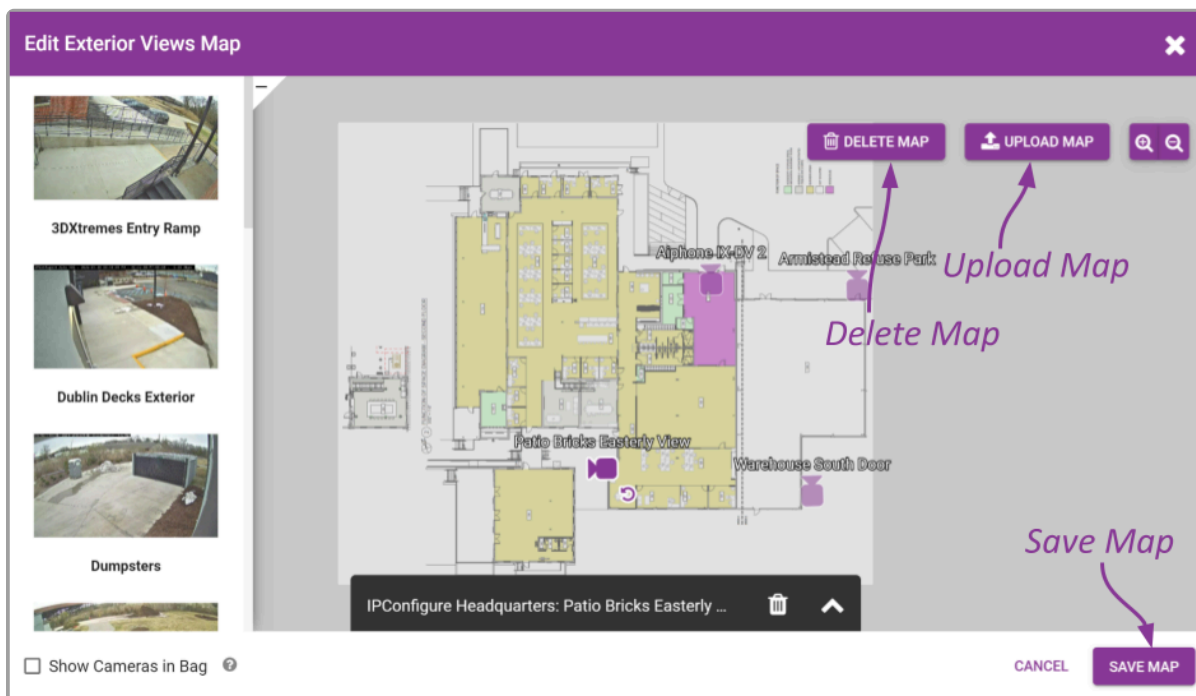 Edit Exterior Views Map
DELETE MAP
UPLOAD MAP
3DXtremes Entry Ramp
Aiphone IX-DV 2
Armistead Refuse Park
Upload Map
Delete Map
Dublin Decks Exterior
Patio Bricks Easterly View
Warehouse South Door
Dumpsters
Save Map
IPConfigure Headquarters: Patio Bricks Easterly ...
Show Cameras in Bag
CANCEL
SAVE MAP